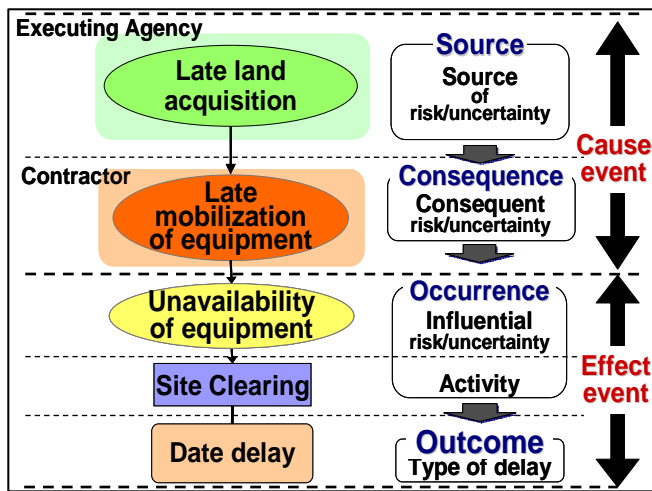 Executing Agency
Late land
acquisition
Source
Source
of
risk/uncertainty
Cause
event
Contractor
Late
mobilization
of equipment
Consequence
Consequent
risk/uncertainty
Unavailability
of equipment
Occurrence
Influential
risk/uncertainty
Effect
event
Site Clearing
Activity
Date delay
Outcome
Type of delay